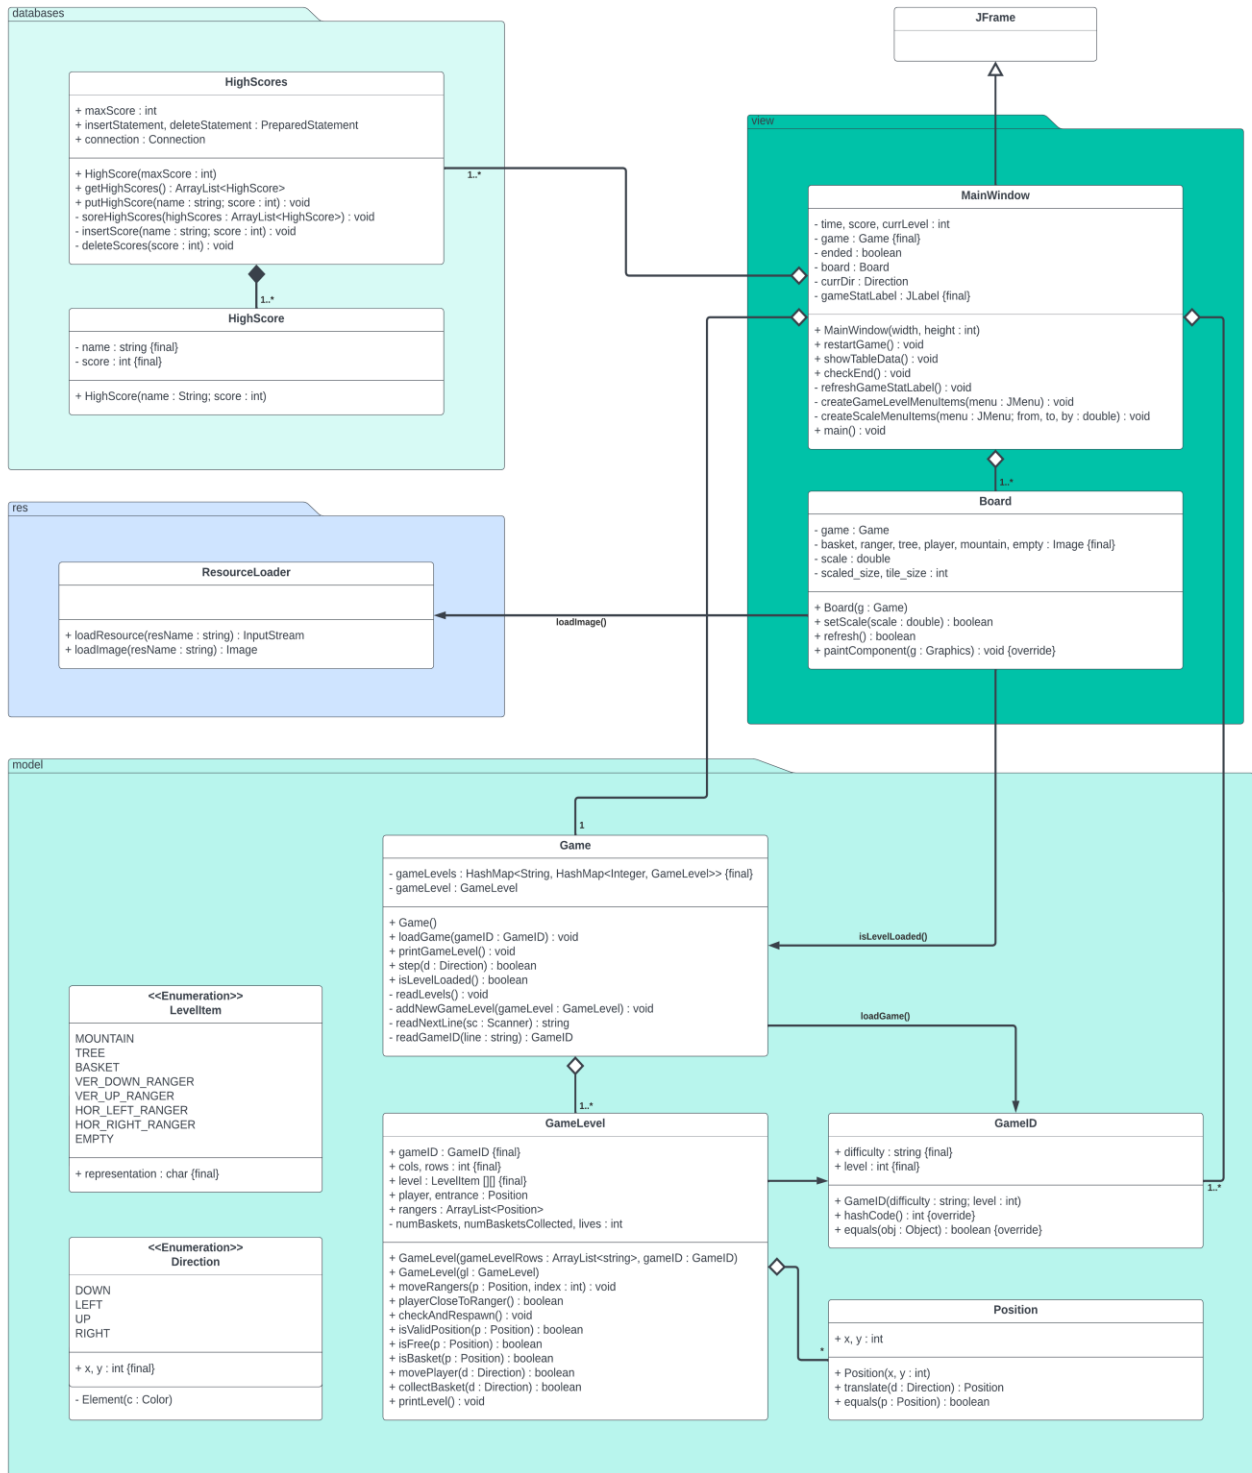 databases
HighScores
+ maxScore : int
+ insertStatement, deleteStatement : PreparedStatement
+ connection : Connection
+ HighScore(maxScore : int)
+ getHighScores() : ArrayList<HighScore>
+ putHighScore(name : string; score : int) : void
- soreHighScores(highScores : ArrayList<HighScore>) : void
- insertScore(name : string; score : int) : void
- deleteScores(score : int) : void
1..*
1..*
HighScore
- name : string {final}
- score : int {final}
+ HighScore(name : String; score : int)
JFrame
view
MainWindow
- time, score, currLevel : int
- game : Game {final}
- ended : boolean
- board : Board
- currDir : Direction
- gameStatLabel : JLabel {final}
+ MainWindow(width, height : int)
+ restartGame() : void
+ showTableData() : void
+ checkEnd() : void
- refreshGameStatLabel() : void
- createGameLevelMenuItems(menu : JMenu) : void
- createScaleMenuItems(menu : JMenu; from, to, by : double) : void
+ main() : void
1..*
Board
- game : Game
- basket, ranger, tree, player, mountain, empty : Image {final}
- scale : double
- scaled_size, tile_size : int
+ Board(g : Game)
+ setScale(scale : double) : boolean
+ refresh() : boolean
+ paintComponent(g : Graphics) : void {override}
res
ResourceLoader
+ loadResource(resName : string) : InputStream
+ loadImage(resName : string) : Image
loadImage()
model
1
Game
- gameLevels : HashMap<String, HashMap<Integer, GameLevel>> {final}
- gameLevel : GameLevel
+ Game()
+ loadGame(gameID : GameID) : void
+ printGameLevel() : void
+ step(d : Direction) : boolean
+ isLevelLoaded() : boolean
- readLevels() : void
- addNewGameLevel(gameLevel : GameLevel) : void
- readNextLine(sc : Scanner) : string
- readGameID(line : string) : GameID
isLevelLoaded()
loadGame()
<<Enumeration>>
LevelItem
MOUNTAIN
TREE
BASKET
VER_DOWN_RANGER
VER_UP_RANGER
HOR_LEFT_RANGER
HOR_RIGHT_RANGER
EMPTY
+ representation : char {final}
<<Enumeration>>
Direction
DOWN
LEFT
UP
RIGHT
+ x, y : int {final}
- Element(c : Color)
1..*
GameLevel
+ gameID : GameID {final}
+ cols, rows : int {final}
+ level : LevelItem [][] {final}
+ player, entrance : Position
+ rangers : ArrayList<Position>
- numBaskets, numBasketsCollected, lives : int
+ GameLevel(gameLevelRows : ArrayList<string>, gameID : GameID)
+ GameLevel(gl : GameLevel)
+ moveRangers(p : Position, index : int) : void
+ playerCloseToRanger() : boolean
+ checkAndRespawn() : void
+ isValidPosition(p : Position) : boolean
+ isFree(p : Position) : boolean
+ isBasket(p : Position) : boolean
+ movePlayer(d : Direction) : boolean
+ collectBasket(d : Direction) : boolean
+ printLevel() : void
GameID
+ difficulty : string {final}
+ level : int {final}
+ GameID(difficulty : string; level : int)
+ hashCode() : int {override}
+ equals(obj : Object) : boolean {override}
1..*
Position
+ x, y : int
+ Position(x, y : int)
+ translate(d : Direction) : Position
+ equals(p : Position) : boolean
*